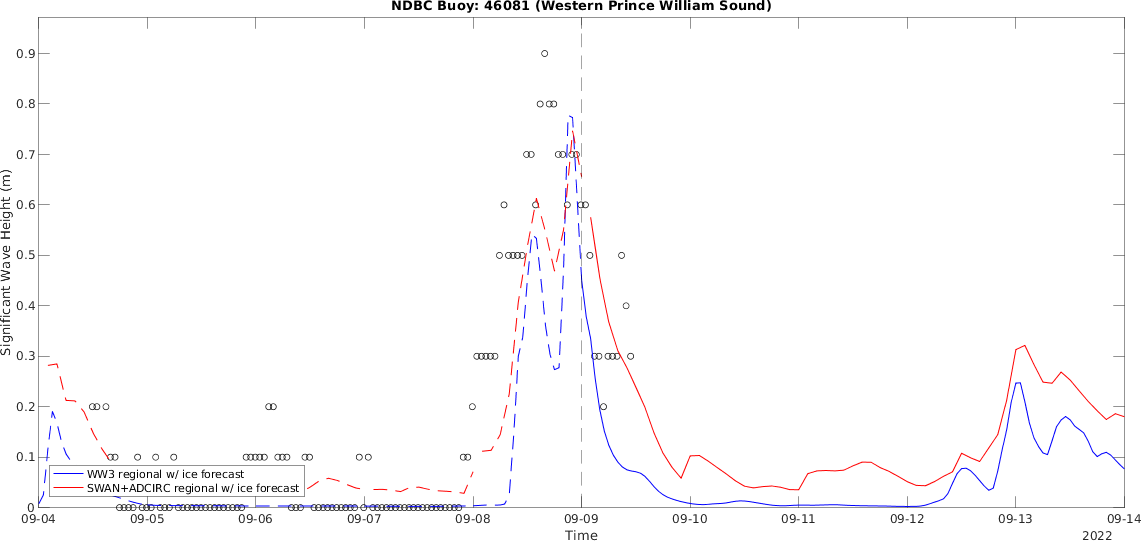 NDBC Buoy: 46081 (Western Prince William Sound)
Significant Wave Height (m)
0.9
0.8
0.7
0.6
0.5
0.4
0.3
0.2
0.1
0
WW3 regional w/ ice forecast
SWAN+ADCIRC regional w/ ice forecast
09-04 09-05 09-06 09-07 09-08 09-09 09-10 09-11 09-12 09-13 09-14
Time
2022